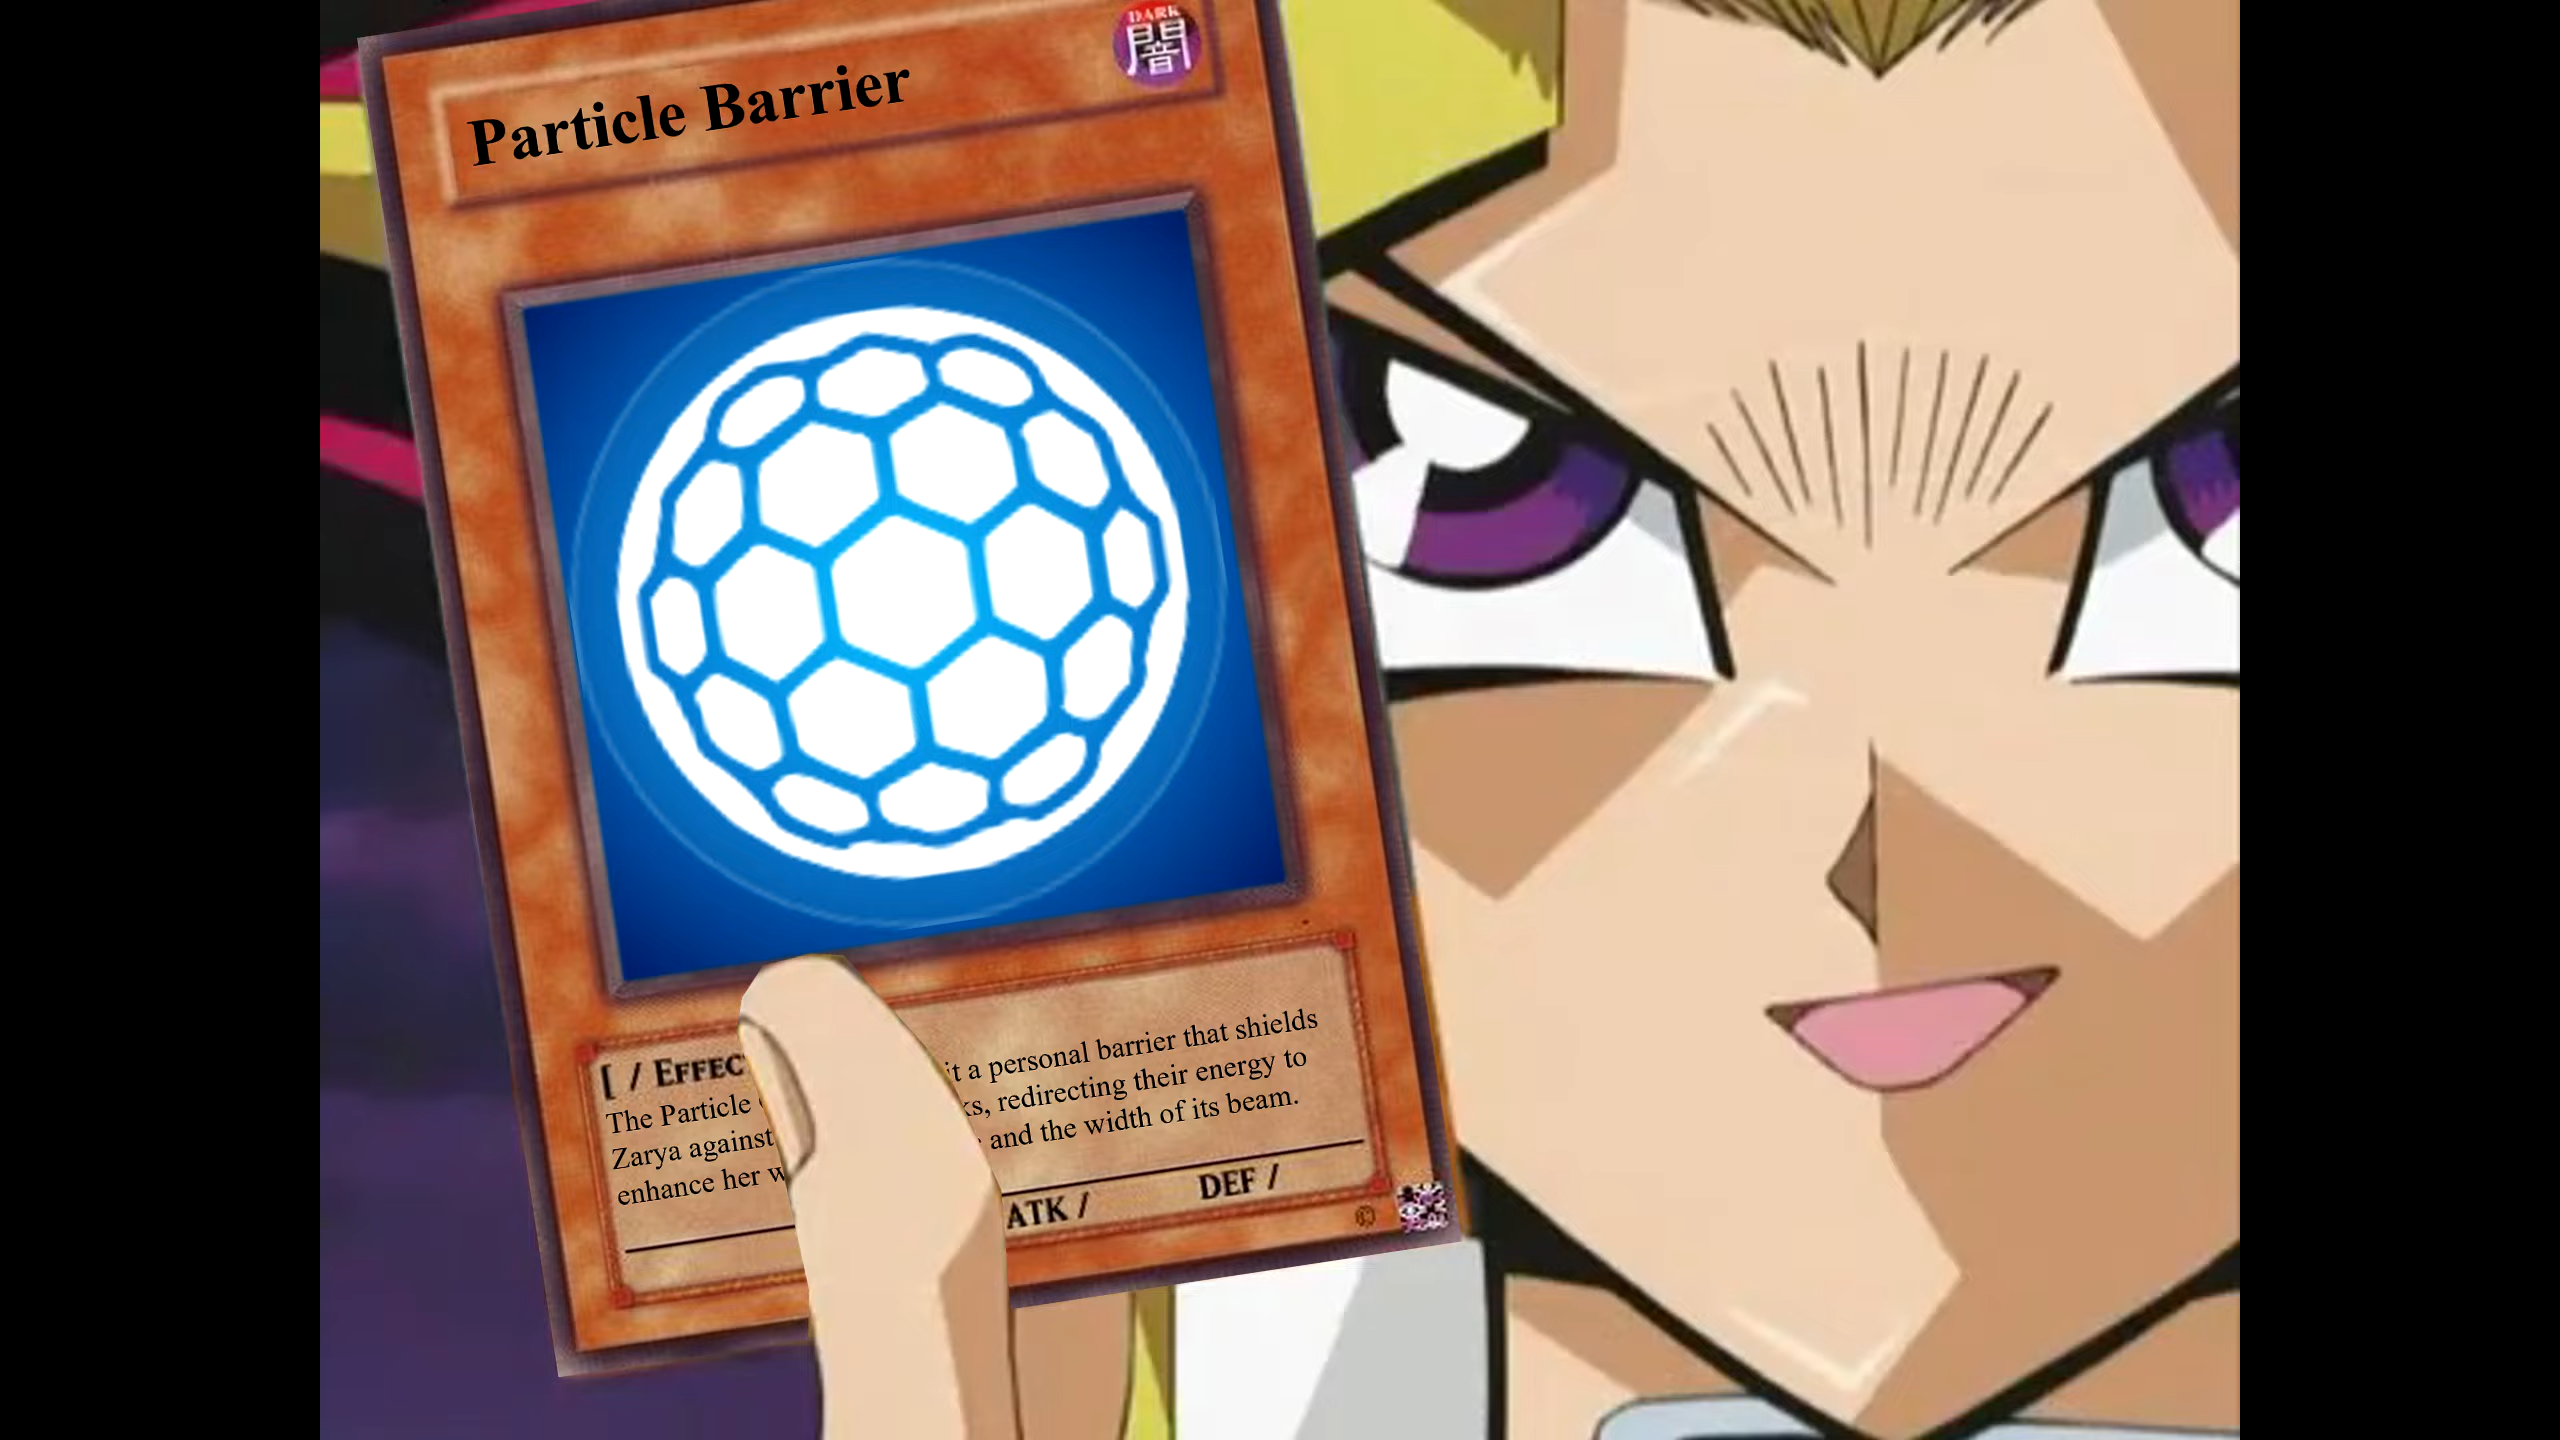 DARK
闇
Particle Barrier
[ / EFFEC
The Particle it a personal barrier that shields
Zarya against ks, redirecting their energy to
enhance her w and the width of its beam.
ATK / DEF /
©